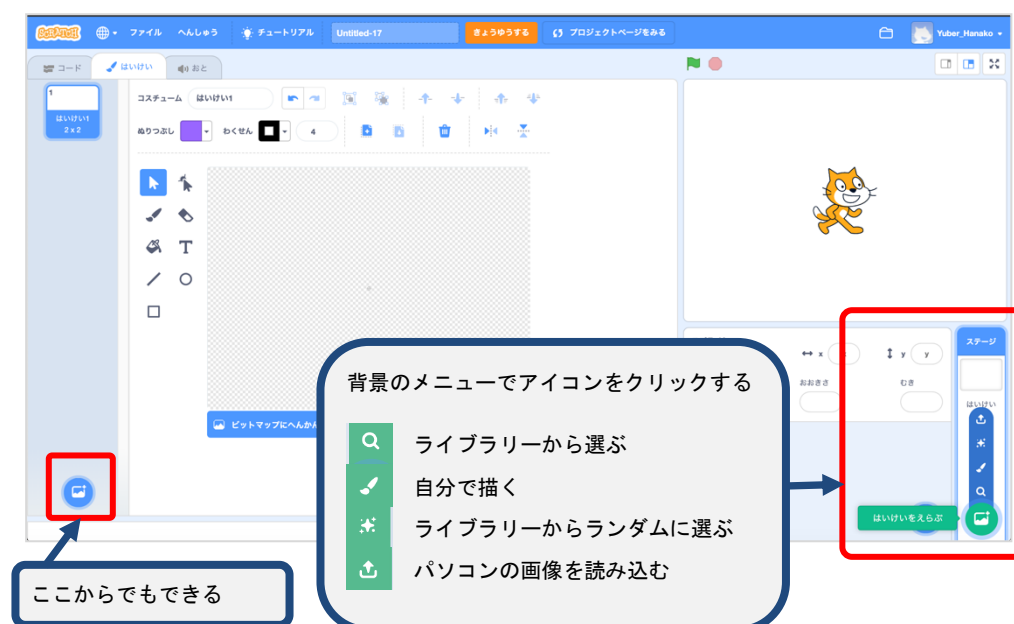 SCRATCH ファイル へんしゅう チュートリアル Untitled-17 きょうゆうする プロジェクトページをみる Yuber_Hanako
コード はいけい おと
1
はいけい1
2 x 2
コスチューム はいけい1
ぬりつぶし わくせん 4
T
ビットマップにへんかん
x y y
おおきさ むき
ステージ
はいけい
はいけいをえらぶ
背景のメニューでアイコンをクリックする
ライブラリーから選ぶ
自分で描く
ライブラリーからランダムに選ぶ
パソコンの画像を読み込む
ここからでもできる